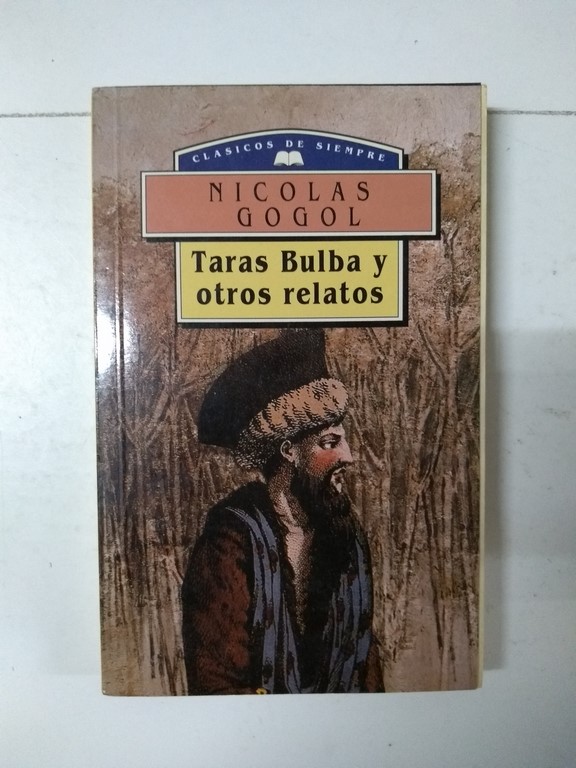 CLASICOS DE SIEMPRE
NICOLAS
GOGOL
Taras Bulba y
otros relatos